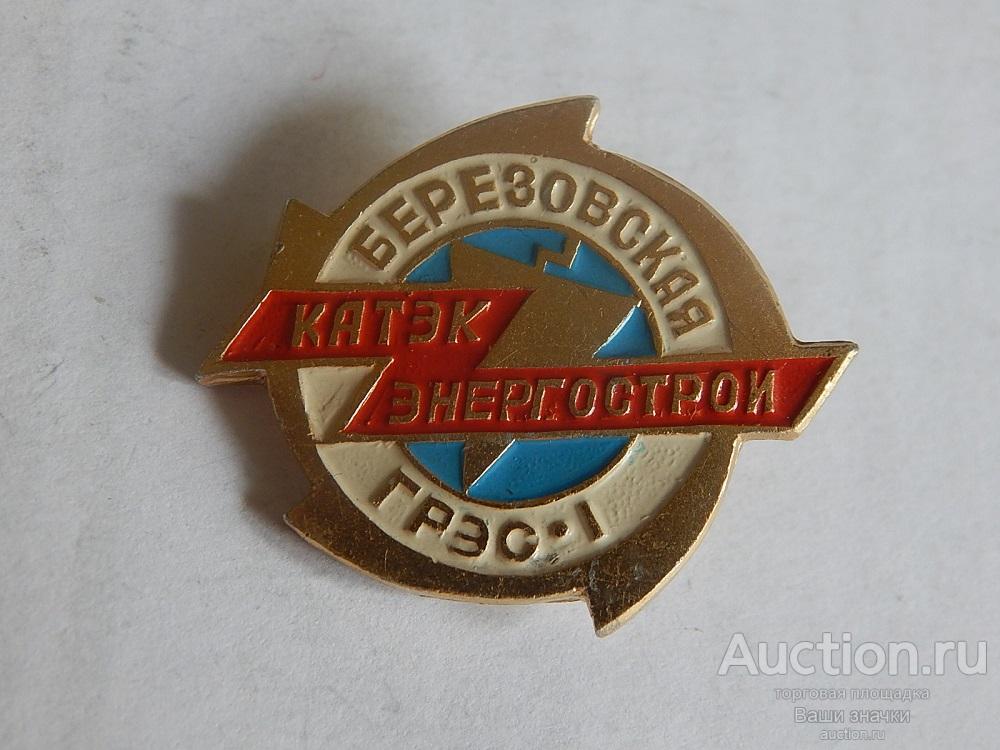 БЕРЕЗОВСКАЯ
КАТЭК
ЭНЕРГОСТРОЙ
ГРЭС·1
Auction.ru
торговая площадка
Ваши значки
auction.ru